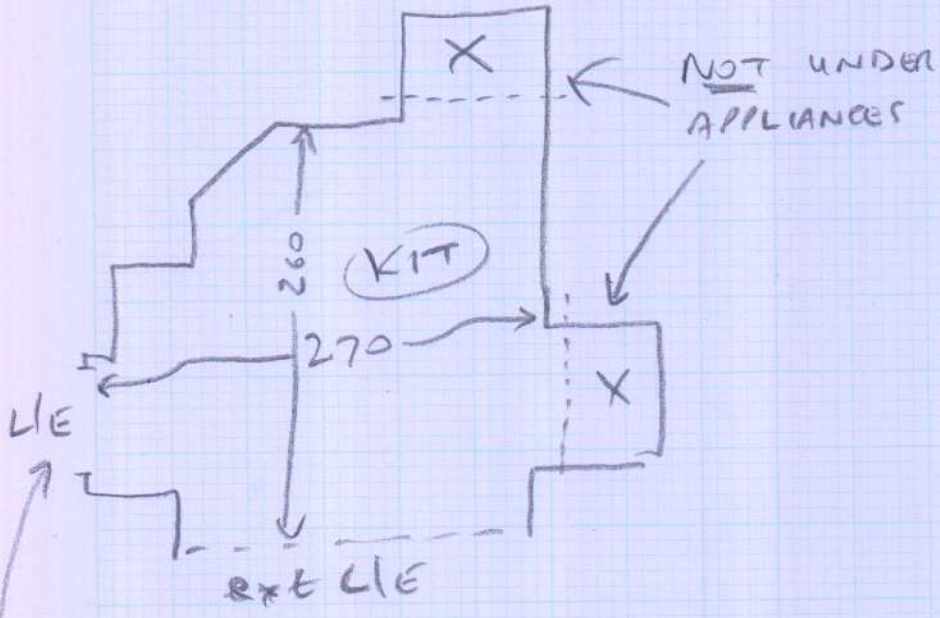 X
NOT UNDER
APPLIANCES
260
KIT
270
X
L/E
ext L/E